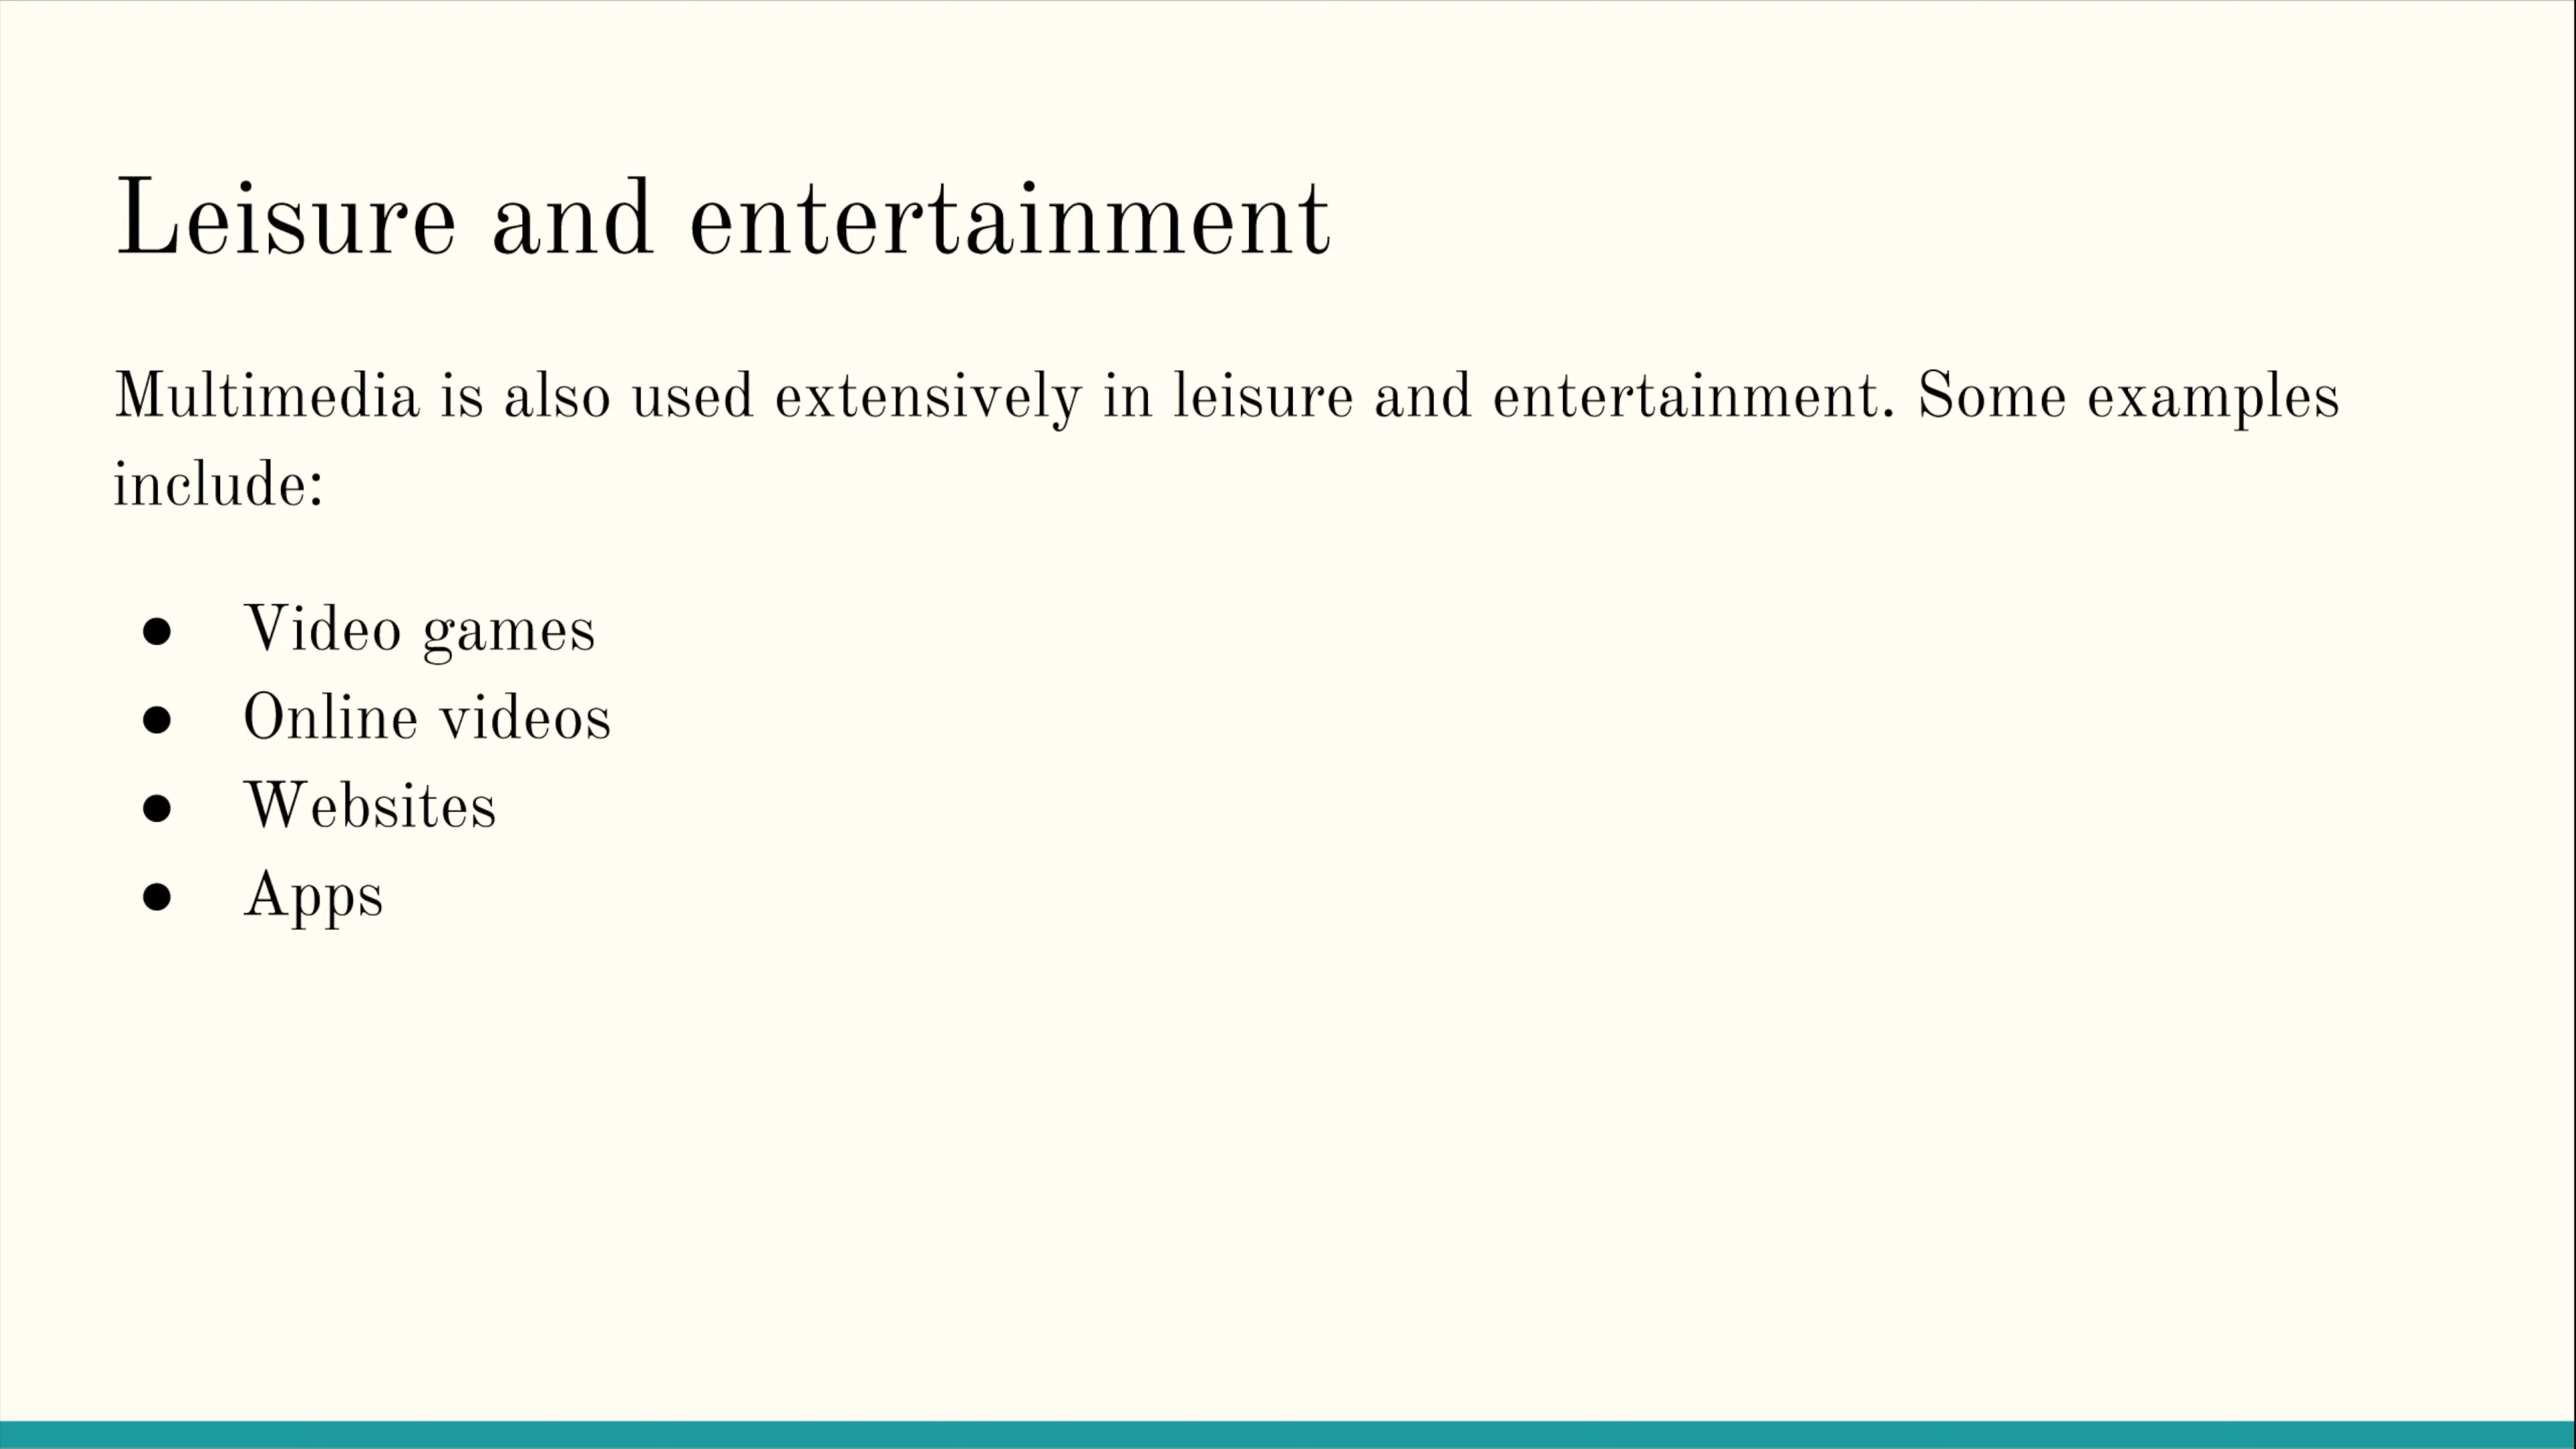 Leisure and entertainment
Multimedia is also used extensively in leisure and entertainment. Some examples
include:
● Video games
● Online videos
● Websites
● Apps